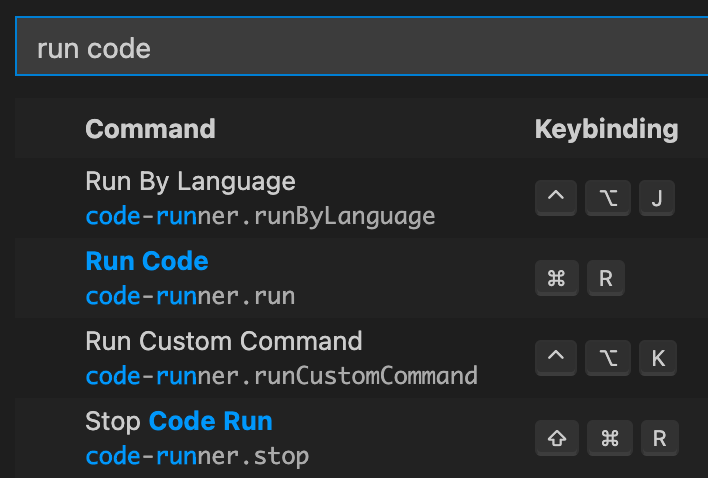 run code
Command Keybinding
Run By Language
code-runner.runByLanguage
⌃ ⌥ J
Run Code
code-runner.run
⌘ R
Run Custom Command
code-runner.runCustomCommand
⌃ ⌥ K
Stop Code Run
code-runner.stop
⇧ ⌘ R